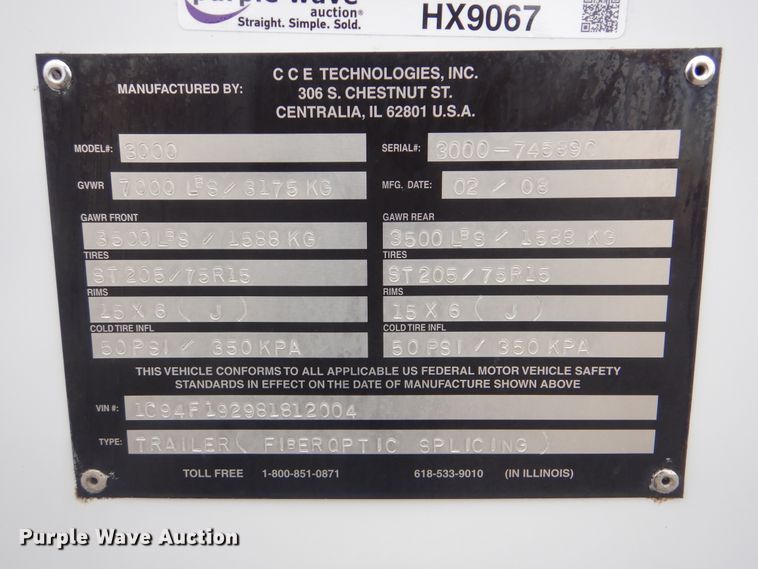 purple wave
auction®
Straight. Simple. Sold.
HX9067
MANUFACTURED BY:
C C E TECHNOLOGIES, INC.
306 S. CHESTNUT ST.
CENTRALIA, IL 62801 U.S.A.
MODEL#: 3000
SERIAL#: 3000-745890
GVWR 7000 LBS / 3175 KG
MFG. DATE: 02 / 08
GAWR FRONT
3500 LBS / 1588 KG
GAWR REAR
3500 LBS / 1588 KG
TIRES
ST205/75R15
TIRES
ST205/75R15
RIMS
15 X 6 ( J )
RIMS
15 X 6 ( J )
COLD TIRE INFL
50 PSI / 350 KPA
COLD TIRE INFL
50 PSI / 350 KPA
THIS VEHICLE CONFORMS TO ALL APPLICABLE US FEDERAL MOTOR VEHICLE SAFETY
STANDARDS IN EFFECT ON THE DATE OF MANUFACTURE SHOWN ABOVE
VIN #: 1C94F192981812004
TYPE: TRAILER ( FIBEROPTIC SPLICING )
TOLL FREE 1-800-851-0871 618-533-9010 (IN ILLINOIS)
Purple Wave Auction
PurpleWave.com